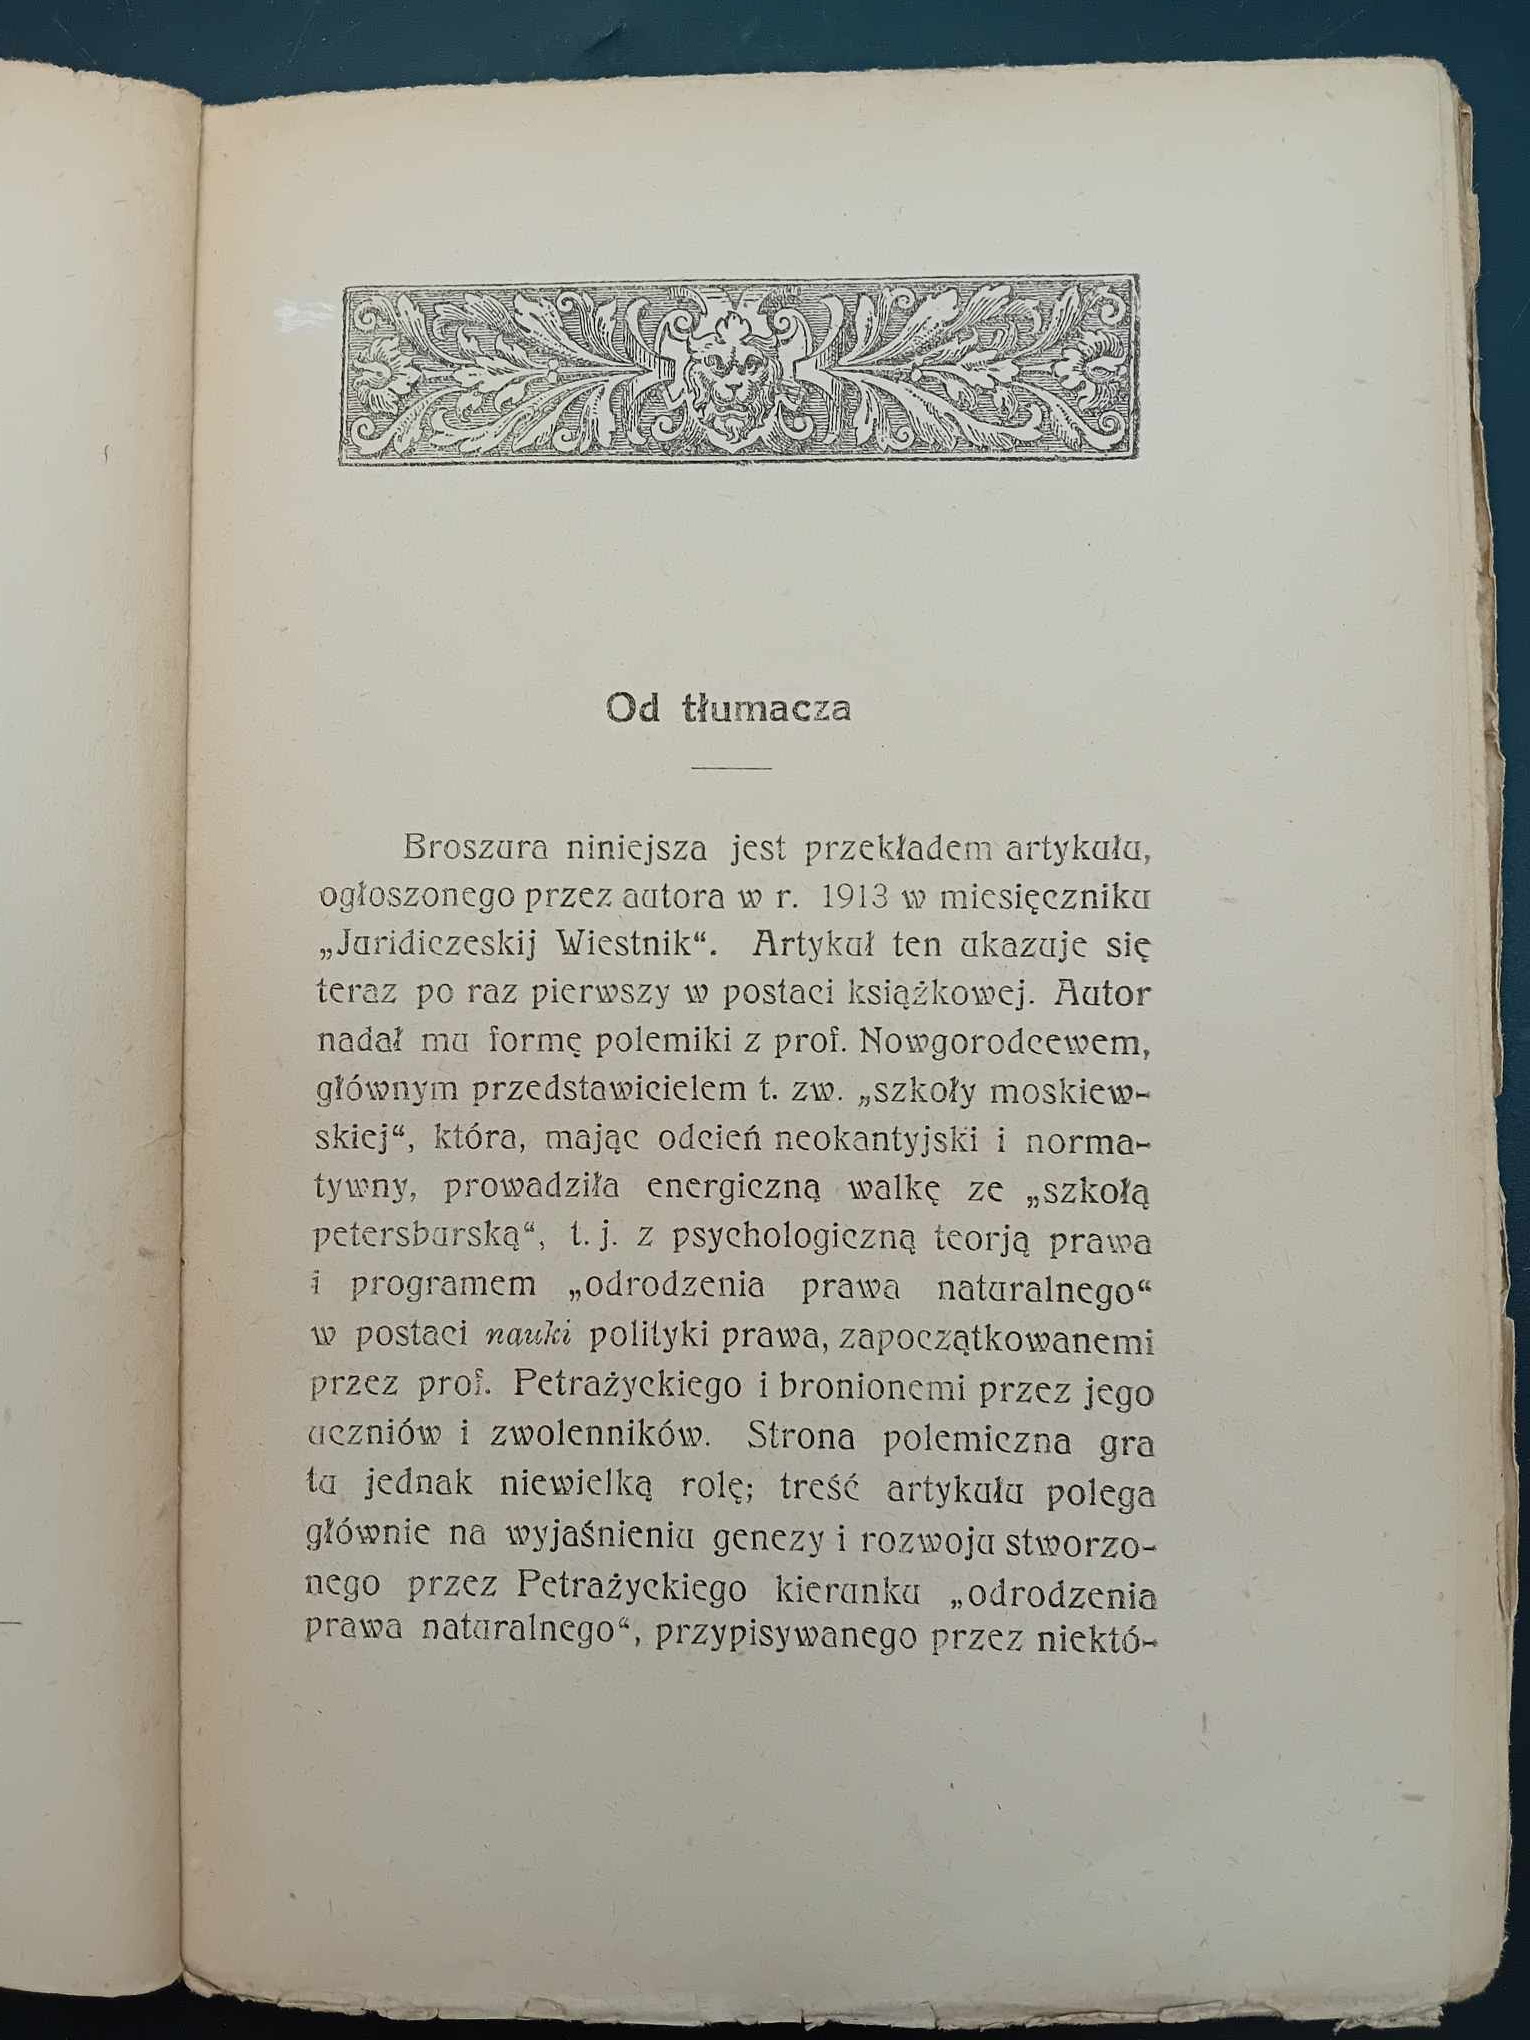 Od tłumacza
Broszura niniejsza jest przekładem artykułu,
ogłoszonego przez autora w r. 1913 w miesięczniku
„Juridiczeskij Wiestnik“. Artykuł ten ukazuje się
teraz po raz pierwszy w postaci książkowej. Autor
nadał mu formę polemiki z prof. Nowgorodcewem,
głównym przedstawicielem t. zw. „szkoły moskiew-
skiej“, która, mając odcień neokantyjski i norma-
tywny, prowadziła energiczną walkę ze „szkołą
petersburską“, t. j. z psychologiczną teorją prawa
i programem „odrodzenia prawa naturalnego“
w postaci nauki polityki prawa, zapoczątkowanemi
przez prof. Petrażyckiego i bronionemi przez jego
uczniów i zwolenników. Strona polemiczna gra
tu jednak niewielką rolę; treść artykułu polega
głównie na wyjaśnieniu genezy i rozwoju stworzo-
nego przez Petrażyckiego kierunku „odrodzenia
prawa naturalnego“, przypisywanego przez niektó-